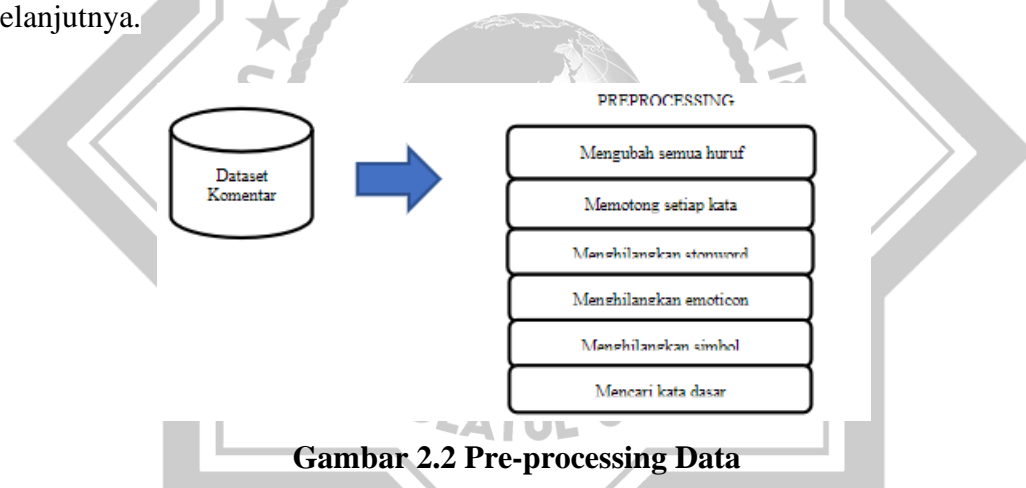 elanjutnya.
PREPROCESSING
Dataset
Komentar
Mengubah semua huruf
Memotong setiap kata
Menghilangkan stopword
Menghilangkan emoticon
Menghilangkan simbol
Mencari kata dasar
Gambar 2.2 Pre-processing Data